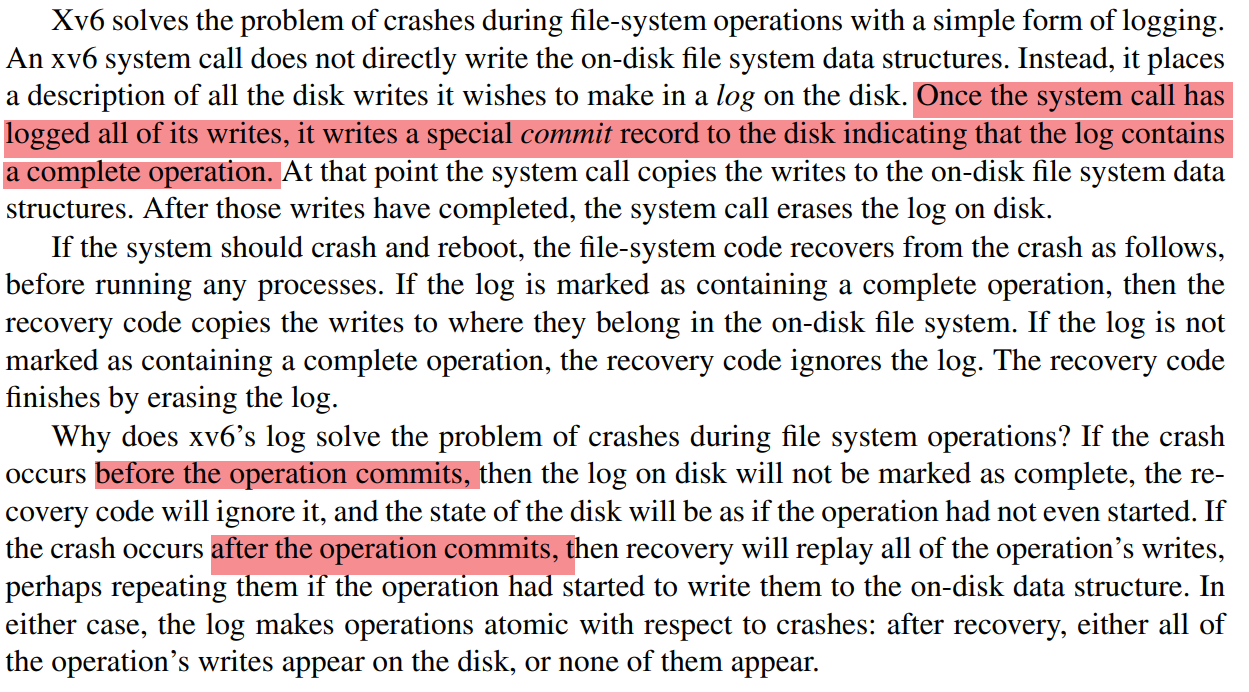 Xv6 solves the problem of crashes during file-system operations with a simple form of logging.
An xv6 system call does not directly write the on-disk file system data structures. Instead, it places
a description of all the disk writes it wishes to make in a log on the disk. Once the system call has
logged all of its writes, it writes a special commit record to the disk indicating that the log contains
a complete operation. At that point the system call copies the writes to the on-disk file system data
structures. After those writes have completed, the system call erases the log on disk.
If the system should crash and reboot, the file-system code recovers from the crash as follows,
before running any processes. If the log is marked as containing a complete operation, then the
recovery code copies the writes to where they belong in the on-disk file system. If the log is not
marked as containing a complete operation, the recovery code ignores the log. The recovery code
finishes by erasing the log.
Why does xv6's log solve the problem of crashes during file system operations? If the crash
occurs before the operation commits, then the log on disk will not be marked as complete, the re-
covery code will ignore it, and the state of the disk will be as if the operation had not even started. If
the crash occurs after the operation commits, then recovery will replay all of the operation's writes,
perhaps repeating them if the operation had started to write them to the on-disk data structure. In
either case, the log makes operations atomic with respect to crashes: after recovery, either all of
the operation's writes appear on the disk, or none of them appear.